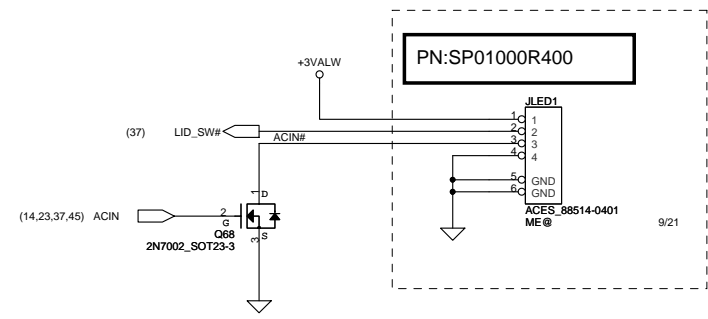 PN:SP01000R400
+3VALW
JLED1
1 1
(37) LID_SW# 2 2
ACIN# 3 3
4 4
5 GND
6 GND
ACES_88514-0401
ME@ 9/21
1 D
(14,23,37,45) ACIN 2
G
Q68 3 S
2N7002_SOT23-3